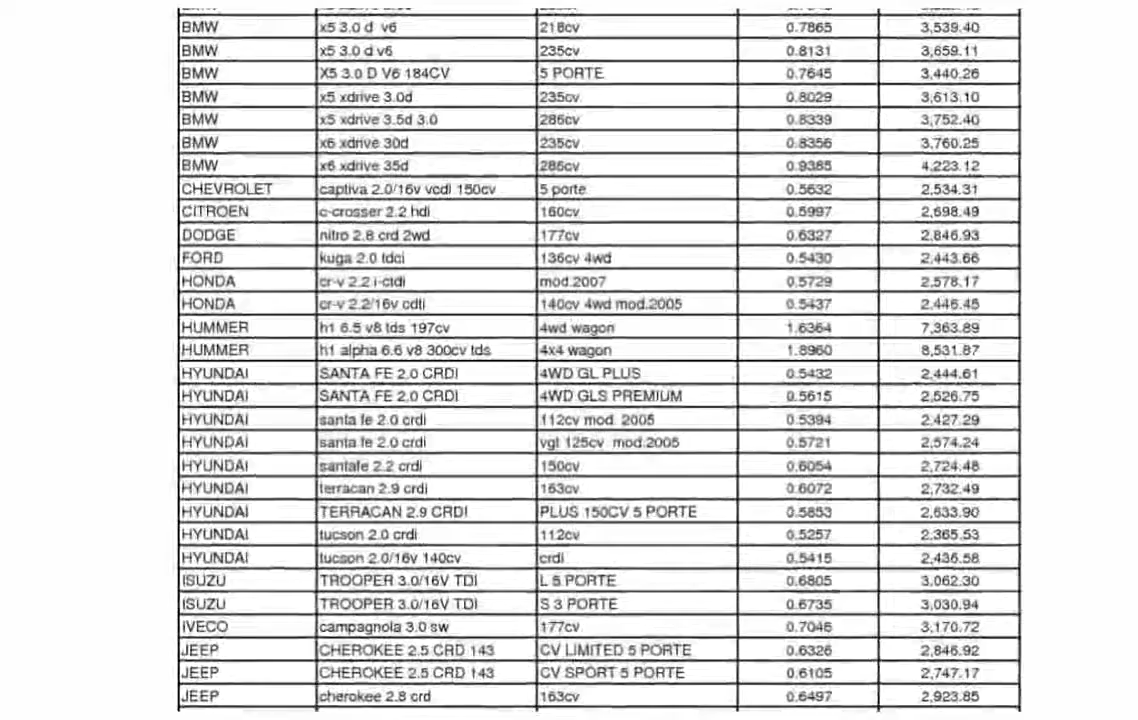 BMW x5 3.0 d v6 218cv 0.7865 3,539.40
BMW x5 3.0 d v6 235cv 0.8131 3,659.11
BMW X5 3.0 D V6 184CV 5 PORTE 0.7645 3,440.26
BMW x5 xdrive 3.0d 235cv 0.8029 3,613.10
BMW x5 xdrive 3.5d 3.0 286cv 0.8339 3,752.40
BMW x6 xdrive 30d 235cv 0.8356 3,760.25
BMW x6 xdrive 35d 286cv 0.9385 4,223.12
CHEVROLET captiva 2.0/16v vcdi 150cv 5 porte 0.5632 2,534.31
CITROEN c-crosser 2.2 hdi 160cv 0.5997 2,698.49
DODGE nitro 2.8 crd 2wd 177cv 0.6327 2,846.93
FORD kuga 2.0 tdci 136cv 4wd 0.5430 2,443.66
HONDA cr-v 2.2 i-ctdi mod.2007 0.5729 2,578.17
HONDA cr-v 2.2/16v cdti 140cv 4wd mod.2005 0.5437 2,446.45
HUMMER h1 6.5 v8 tds 197cv 4wd wagon 1.6364 7,363.89
HUMMER h1 alpha 6.6 v8 300cv tds 4x4 wagon 1.8960 8,531.87
HYUNDAI SANTA FE 2.0 CRDI 4WD GL PLUS 0.5432 2,444.61
HYUNDAI SANTA FE 2.0 CRDI 4WD GLS PREMIUM 0.5615 2,526.75
HYUNDAI santa fe 2.0 crdi 112cv mod. 2005 0.5394 2,427.29
HYUNDAI santa fe 2.0 crdi vgt 125cv mod.2005 0.5721 2,574.24
HYUNDAI santafe 2.2 crdi 150cv 0.6054 2,724.48
HYUNDAI terracan 2.9 crdi 163cv 0.6072 2,732.49
HYUNDAI TERRACAN 2.9 CRDI PLUS 150CV 5 PORTE 0.5853 2,633.90
HYUNDAI tucson 2.0 crdi 112cv 0.5257 2,365.53
HYUNDAI tucson 2.0/16v 140cv crdi 0.5415 2,436.58
ISUZU TROOPER 3.0/16V TDI L 5 PORTE 0.6805 3,062.30
ISUZU TROOPER 3.0/16V TDI S 3 PORTE 0.6735 3,030.94
IVECO campagnola 3.0 sw 177cv 0.7046 3,170.72
JEEP CHEROKEE 2.5 CRD 143 CV LIMITED 5 PORTE 0.6326 2,846.92
JEEP CHEROKEE 2.5 CRD 143 CV SPORT 5 PORTE 0.6105 2,747.17
JEEP cherokee 2.8 crd 163cv 0.6497 2,923.85